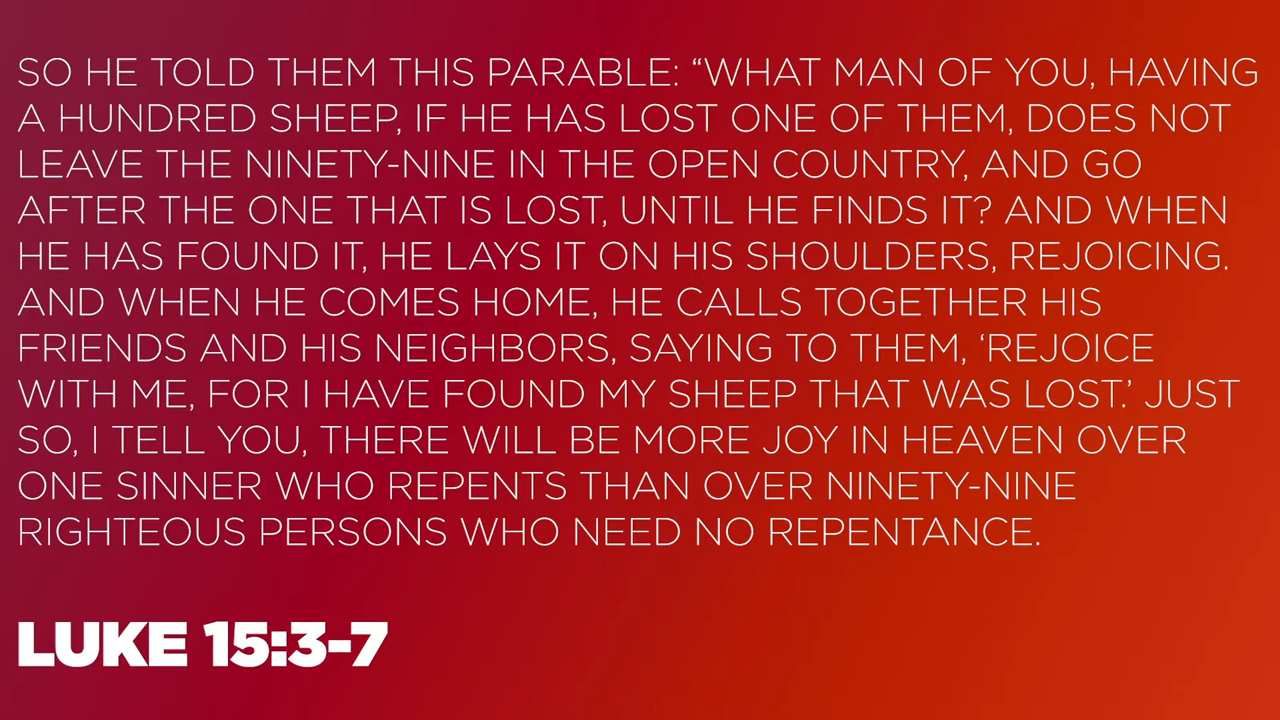 SO HE TOLD THEM THIS PARABLE: “WHAT MAN OF YOU, HAVING
A HUNDRED SHEEP, IF HE HAS LOST ONE OF THEM, DOES NOT
LEAVE THE NINETY-NINE IN THE OPEN COUNTRY, AND GO
AFTER THE ONE THAT IS LOST, UNTIL HE FINDS IT? AND WHEN
HE HAS FOUND IT, HE LAYS IT ON HIS SHOULDERS, REJOICING.
AND WHEN HE COMES HOME, HE CALLS TOGETHER HIS
FRIENDS AND HIS NEIGHBORS, SAYING TO THEM, ‘REJOICE
WITH ME, FOR I HAVE FOUND MY SHEEP THAT WAS LOST.’ JUST
SO, I TELL YOU, THERE WILL BE MORE JOY IN HEAVEN OVER
ONE SINNER WHO REPENTS THAN OVER NINETY-NINE
RIGHTEOUS PERSONS WHO NEED NO REPENTANCE.
LUKE 15:3-7